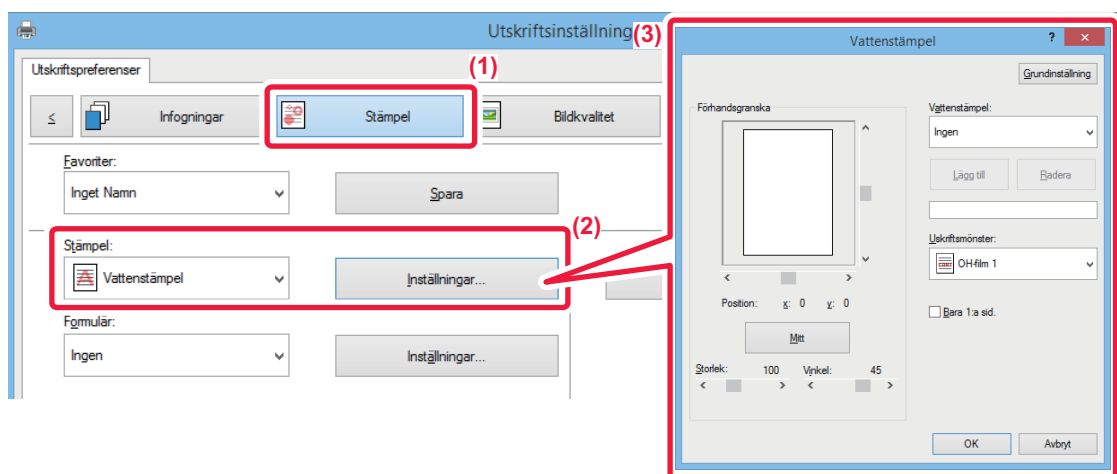 Utskriftsinställning
Utskriftspreferenser
(1)
≤
Infogningar
Stämpel
Bildkvalitet
Favoriter:
Inget Namn
Spara
(2)
Stämpel:
Vattenstämpel
Inställningar...
Formulär:
Ingen
Inställningar...
(3)
Vattenstämpel
?
×
Grundinställning
Förhandsgranska
Position: x: 0 y: 0
Mitt
Storlek: 100 Vinkel: 45
Vattenstämpel:
Ingen
Lägg till
Radera
Uskriftsmönster:
OH-film 1
Bara 1:a sid.
OK
Avbryt